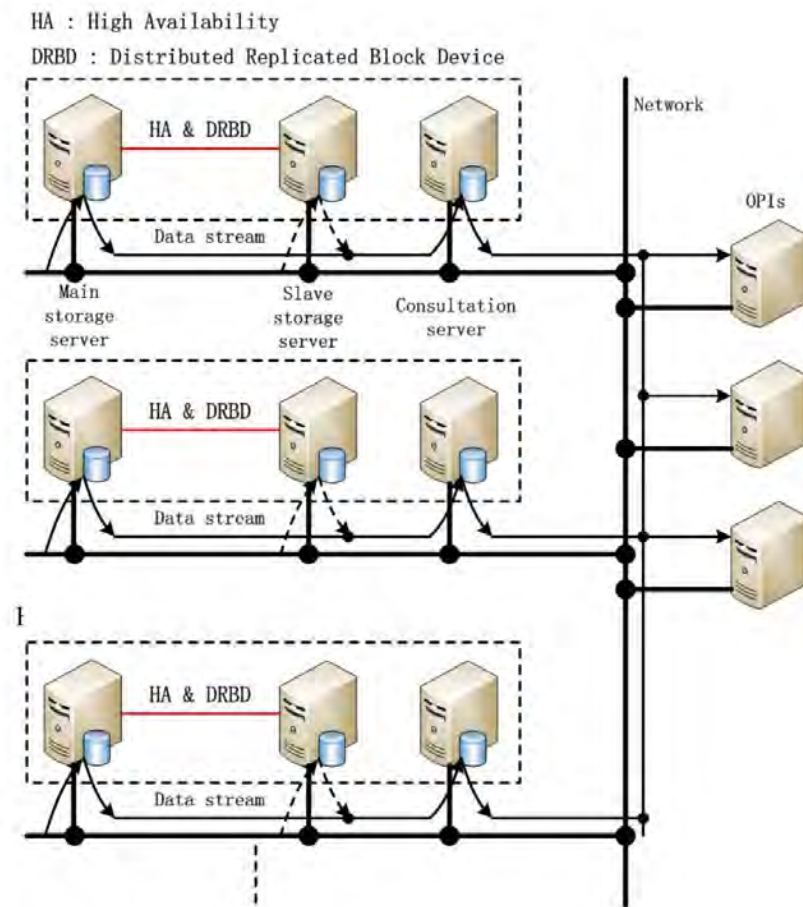 HA : High Availability
DRBD : Distributed Replicated Block Device
Network
HA & DRBD
OPIs
Data stream
Main
storage
server
Slave
storage
server
Consultation
server
HA & DRBD
Data stream
HA & DRBD
Data stream